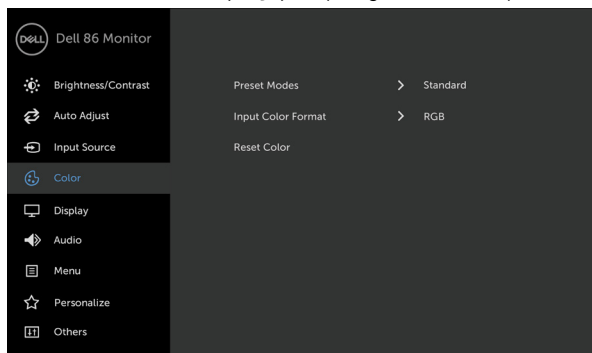 DELL Dell 86 Monitor
Brightness/Contrast
Preset Modes Standard
Auto Adjust
Input Color Format RGB
Input Source
Reset Color
Color
Display
Audio
Menu
Personalize
Others